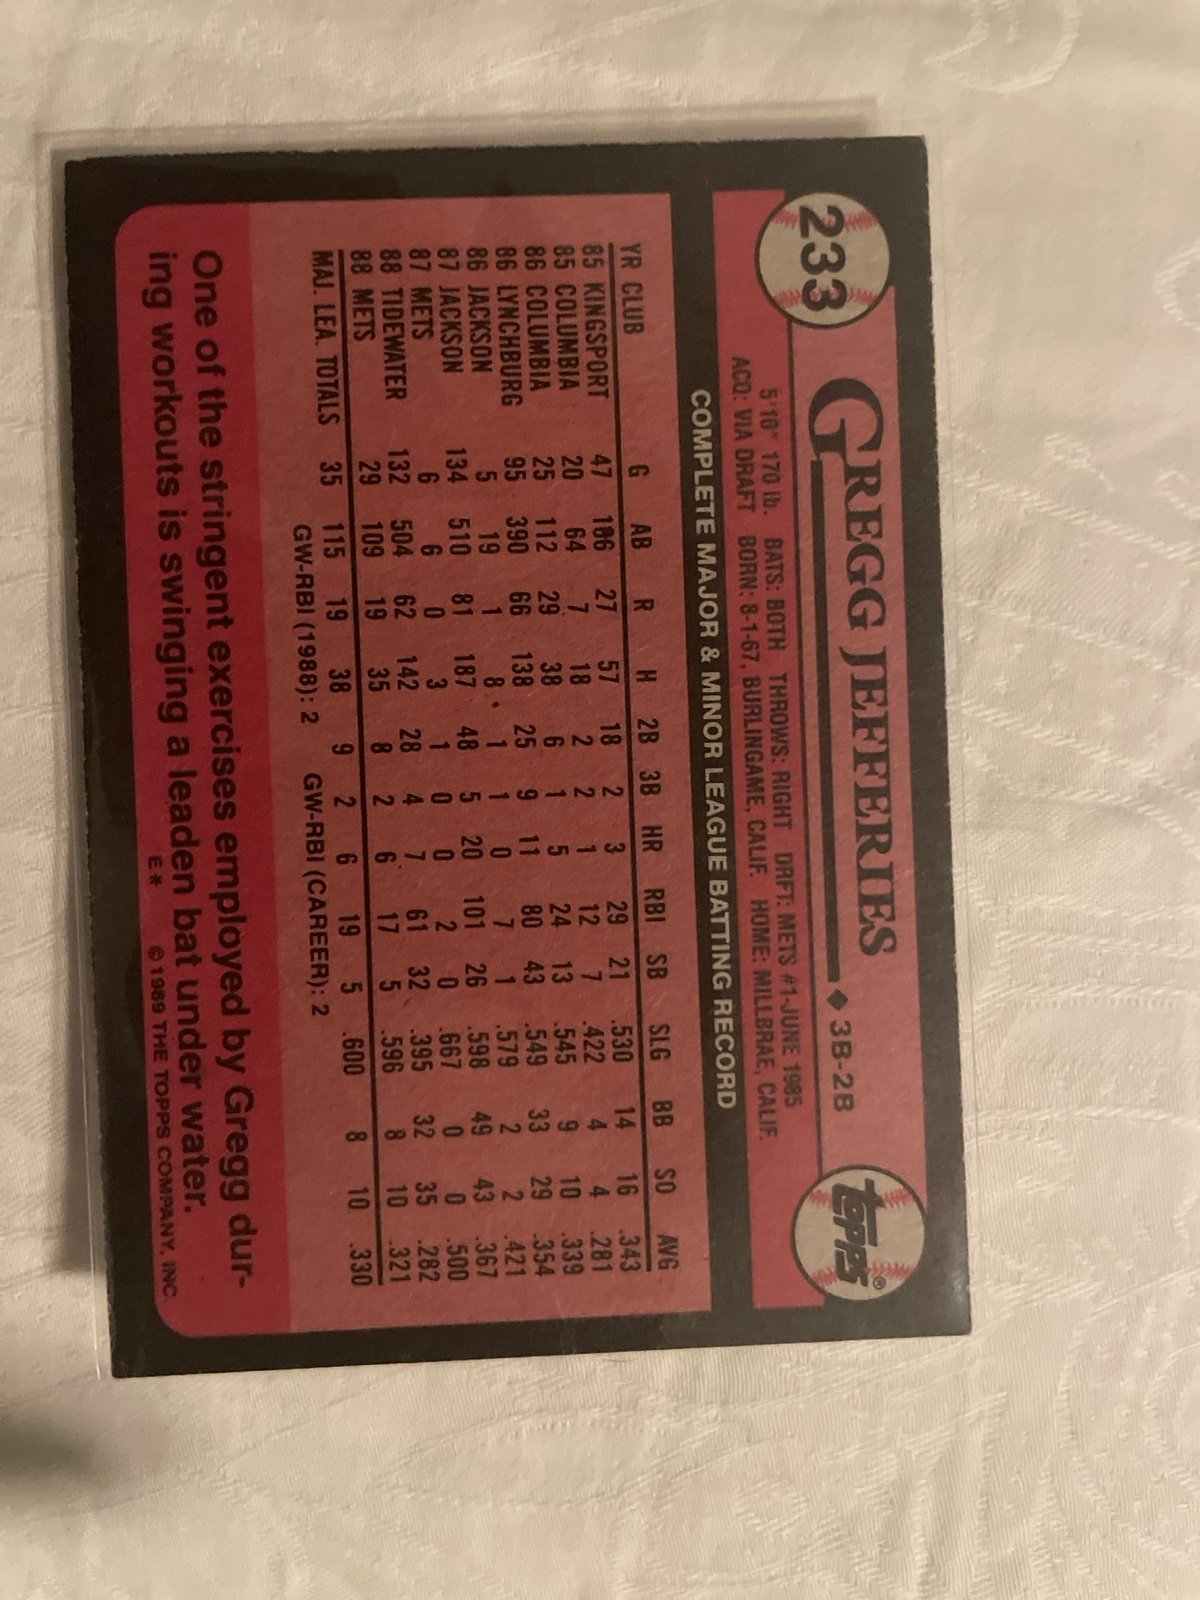 233
GREGG JEFFERIES ♦ 3B-2B
topps®
5'10" 170 lb. BATS: BOTH THROWS: RIGHT DRFT: METS #1-JUNE 1985
ACQ: VIA DRAFT BORN: 8-1-67, BURLINGAME, CALIF. HOME: MILLBRAE, CALIF.
COMPLETE MAJOR & MINOR LEAGUE BATTING RECORD
YR CLUB G AB R H 2B 3B HR RBI SB SLG BB SO AVG
85 KINGSPORT 47 186 27 57 18 2 3 29 21 .530 14 16 .343
85 COLUMBIA 20 64 7 18 2 2 1 12 7 .422 4 4 .281
86 COLUMBIA 25 112 29 38 6 1 5 24 13 .545 9 10 .339
86 LYNCHBURG 95 390 66 138 25 9 11 80 43 .549 33 29 .354
86 JACKSON 5 19 1 8 1 1 0 7 1 .579 2 2 .421
87 JACKSON 134 510 81 187 48 5 20 101 26 .598 49 43 .367
87 METS 6 6 0 3 1 0 0 2 0 .667 0 0 .500
88 TIDEWATER 132 504 62 142 28 4 7 61 32 .395 32 35 .282
88 METS 29 109 19 35 8 2 6 17 5 .596 8 10 .321
MAJ. LEA. TOTALS 35 115 19 38 9 2 6 19 5 .600 8 10 .330
GW-RBI (1988): 2 GW-RBI (CAREER): 2
One of the stringent exercises employed by Gregg dur-
ing workouts is swinging a leaden bat under water.
E* ©1989 THE TOPPS COMPANY, INC.